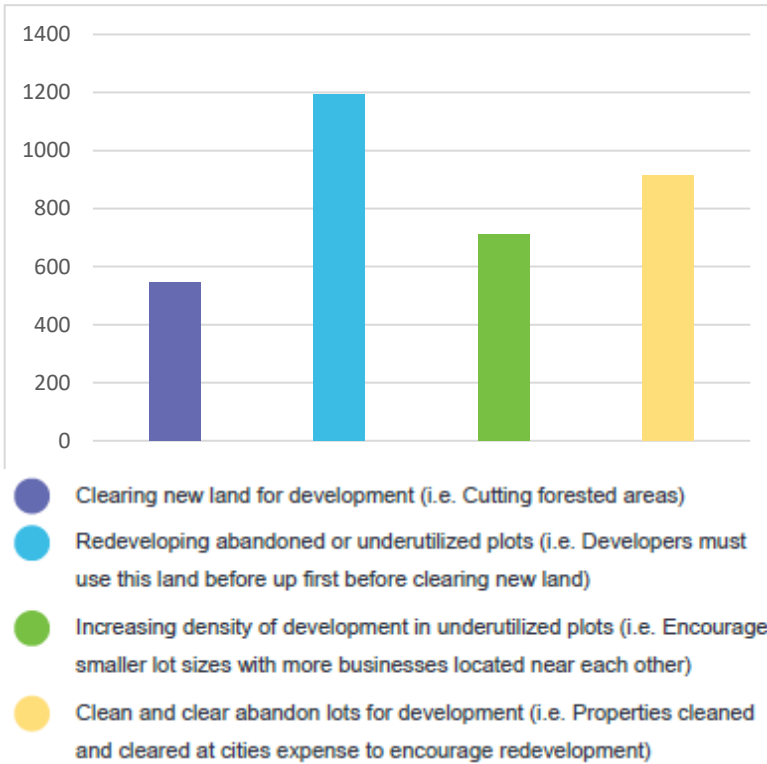 1400
1200
1000
800
600
400
200
0
Clearing new land for development (i.e. Cutting forested areas)
Redeveloping abandoned or underutilized plots (i.e. Developers must
use this land before up first before clearing new land)
Increasing density of development in underutilized plots (i.e. Encourage
smaller lot sizes with more businesses located near each other)
Clean and clear abandon lots for development (i.e. Properties cleaned
and cleared at cities expense to encourage redevelopment)